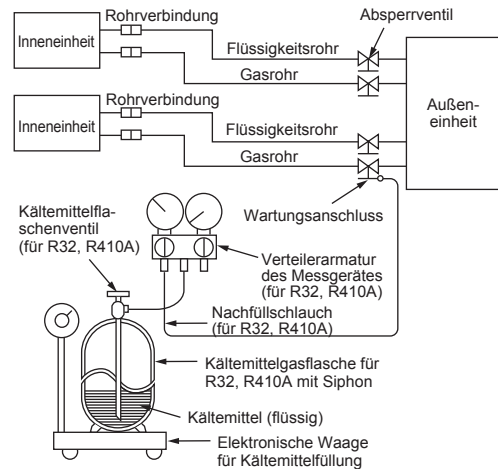 Absperrventil
Rohrverbindung
Inneneinheit
Flüssigkeitsrohr
Gasrohr
Rohrverbindung
Inneneinheit
Flüssigkeitsrohr
Gasrohr
Außen-
einheit
Wartungsanschluss
Kältemittelfla-
schenventil
(für R32, R410A)
Verteilerarmatur
des Messgerätes
(für R32, R410A)
Nachfüllschlauch
(für R32, R410A)
Kältemittelgasflasche für
R32, R410A mit Siphon
Kältemittel (flüssig)
Elektronische Waage
für Kältemittelfüllung